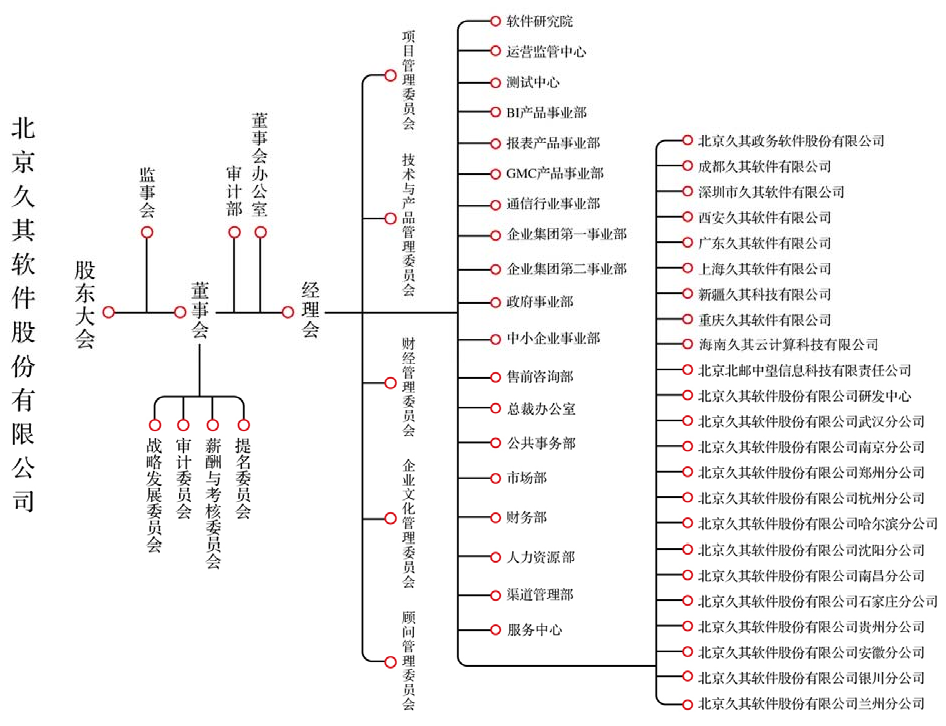 北京久其软件股份有限公司
股东大会
监事会
董事会
审计部
董事会办公室
经理会
战略发展委员会
审计委员会
薪酬与考核委员会
提名委员会
项目管理委员会
技术与产品管理委员会
财经管理委员会
企业文化管理委员会
顾问管理委员会
软件研究院
运营监管中心
测试中心
BI产品事业部
报表产品事业部
GMC产品事业部
通信行业事业部
企业集团第一事业部
企业集团第二事业部
政府事业部
中小企业事业部
售前咨询部
总裁办公室
公共事务部
市场部
财务部
人力资源部
渠道管理部
服务中心
北京久其政务软件股份有限公司
成都久其软件有限公司
深圳市久其软件有限公司
西安久其软件有限公司
广东久其软件有限公司
上海久其软件有限公司
新疆久其科技有限公司
重庆久其软件有限公司
海南久其云计算科技有限公司
北京北邮中望信息科技有限责任公司
北京久其软件股份有限公司研发中心
北京久其软件股份有限公司武汉分公司
北京久其软件股份有限公司南京分公司
北京久其软件股份有限公司郑州分公司
北京久其软件股份有限公司杭州分公司
北京久其软件股份有限公司哈尔滨分公司
北京久其软件股份有限公司沈阳分公司
北京久其软件股份有限公司南昌分公司
北京久其软件股份有限公司石家庄分公司
北京久其软件股份有限公司贵州分公司
北京久其软件股份有限公司安徽分公司
北京久其软件股份有限公司银川分公司
北京久其软件股份有限公司兰州分公司